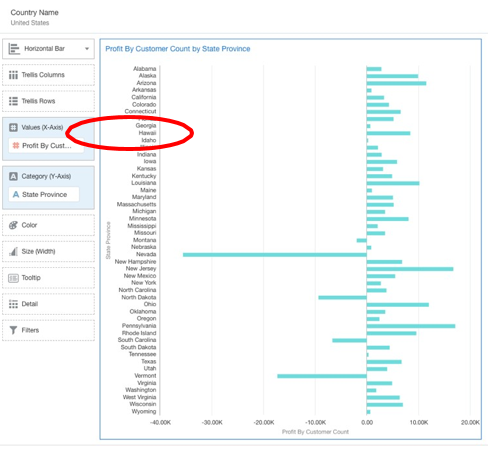 Country Name
United States
Horizontal Bar
Trellis Columns
Trellis Rows
Values (X-Axis)
Profit By Cust...
Category (Y-Axis)
State Province
Color
Size (Width)
Tooltip
Detail
Filters
Profit By Customer Count by State Province
State Province
Alabama
Alaska
Arizona
Arkansas
California
Colorado
Connecticut
Georgia
Hawaii
Idaho
Indiana
Iowa
Kansas
Kentucky
Louisiana
Maine
Maryland
Massachusetts
Michigan
Minnesota
Mississippi
Missouri
Montana
Nebraska
Nevada
New Hampshire
New Jersey
New Mexico
New York
North Carolina
North Dakota
Ohio
Oklahoma
Oregon
Pennsylvania
Rhode Island
South Carolina
South Dakota
Tennessee
Texas
Utah
Vermont
Virginia
Washington
West Virginia
Wisconsin
Wyoming
-40.00K -30.00K -20.00K -10.00K 0.00 10.00K 20.00K
Profit By Customer Count